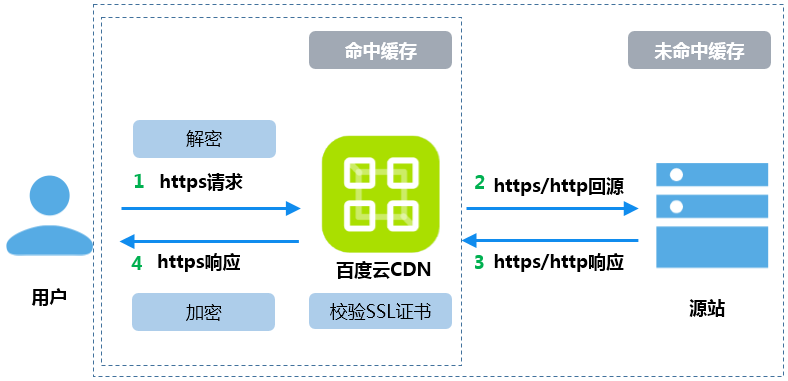 命中缓存
未命中缓存
解密
1 https请求
2 https/http回源
4 https响应
百度云CDN
3 https/http响应
用户
加密
校验SSL证书
源站